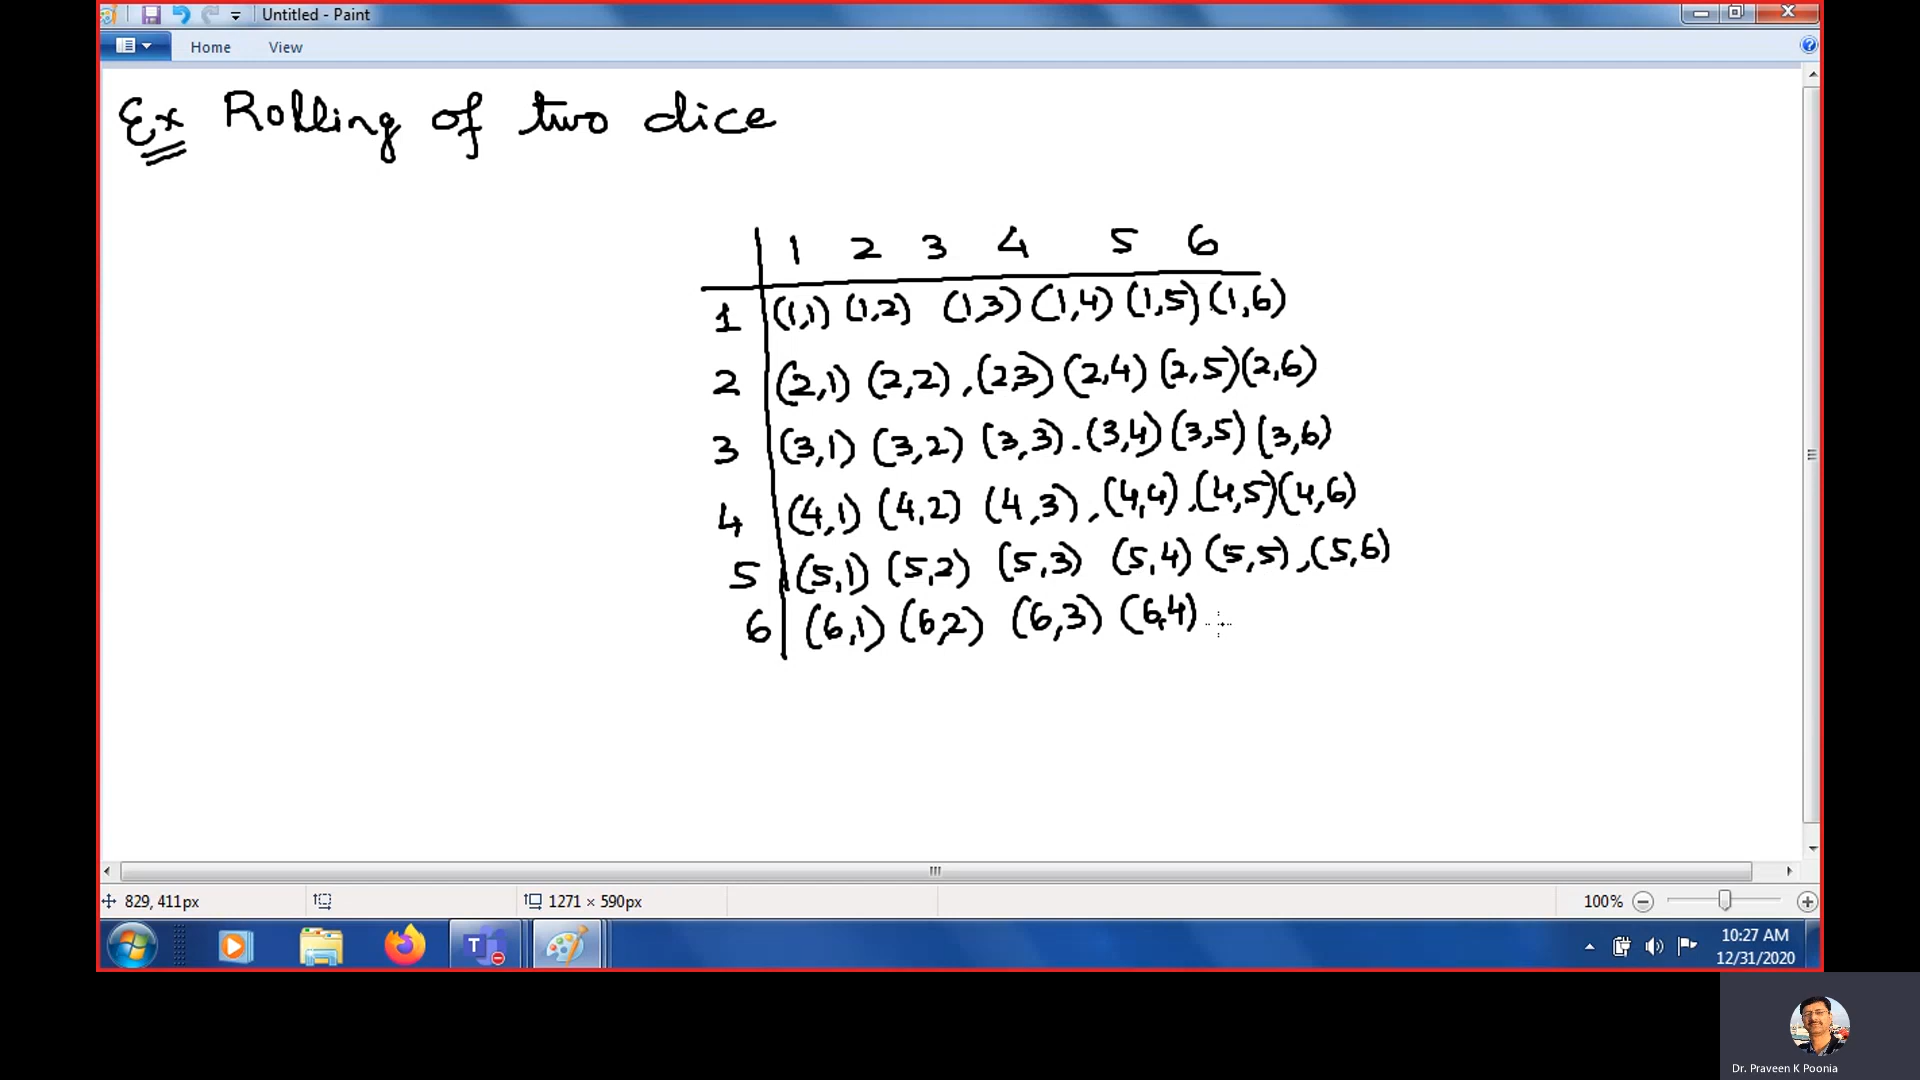 Untitled - Paint
Home View
Ex Rolling of two dice
1 2 3 4 5 6
1 (1,1) (1,2) (1,3) (1,4) (1,5) (1,6)
2 (2,1) (2,2) , (2,3) (2,4) (2,5) (2,6)
3 (3,1) (3,2) (3,3) . (3,4) (3,5) (3,6)
4 (4,1) (4,2) (4,3) , (4,4) , (4,5) (4,6)
5 (5,1) (5,2) (5,3) (5,4) (5,5) , (5,6)
6 (6,1) (6,2) (6,3) (6,4)
829, 411px 1271 × 590px 100%
T
10:27 AM
12/31/2020
Dr. Praveen K Poonia